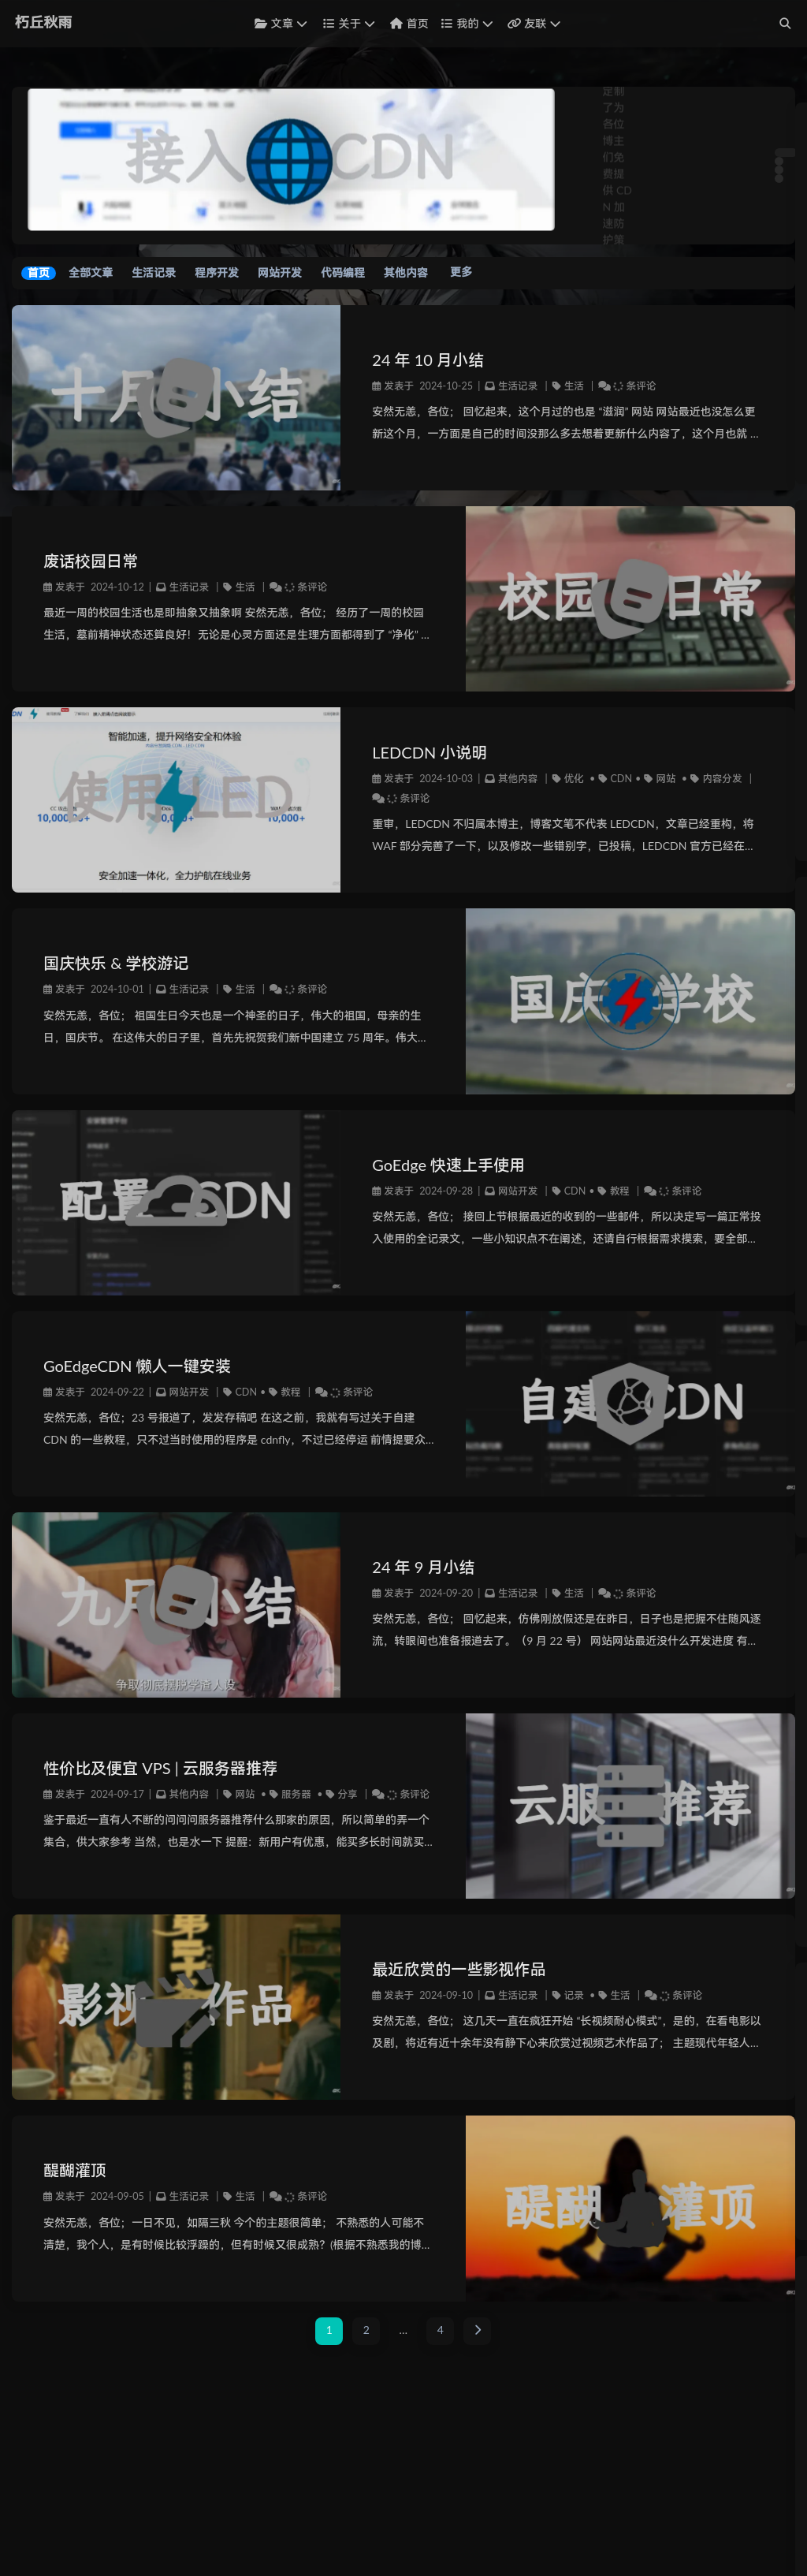 朽丘秋雨
文章
关于
首页
我的
友联
接入 CDN
定制
了为
各位
博主
们免
费提
供 CD
N 加
速防
护策
首页
全部文章
生活记录
程序开发
网站开发
代码编程
其他内容
更多
十月小结
24 年 10 月小结
发表于 2024-10-25 | 生活记录 | 生活 | 条评论
安然无恙，各位； 回忆起来，这个月过的也是 “滋润” 网站 网站最近也没怎么更
新这个月，一方面是自己的时间没那么多去想着更新什么内容了，这个月也就 ...
废话校园日常
发表于 2024-10-12 | 生活记录 | 生活 | 条评论
最近一周的校园生活也是即抽象又抽象啊 安然无恙，各位； 经历了一周的校园
生活，墓前精神状态还算良好！无论是心灵方面还是生理方面都得到了 “净化” ...
校园日常
智能加速，提升网络安全和体验
使用 LED
安全加速一体化，全力护航在线业务
LEDCDN 小说明
发表于 2024-10-03 | 其他内容 | 优化 • CDN • 网站 • 内容分发 |
条评论
重审，LEDCDN 不归属本博主，博客文笔不代表 LEDCDN，文章已经重构，将
WAF 部分完善了一下，以及修改一些错别字，已投稿，LEDCDN 官方已经在...
国庆快乐 & 学校游记
发表于 2024-10-01 | 生活记录 | 生活 | 条评论
安然无恙，各位； 祖国生日今天也是一个神圣的日子，伟大的祖国，母亲的生
日，国庆节。 在这伟大的日子里，首先先祝贺我们新中国建立 75 周年。伟大...
国庆学校
配置CSDN
GoEdge 快速上手使用
发表于 2024-09-28 | 网站开发 | CDN • 教程 | 条评论
安然无恙，各位； 接回上节根据最近的收到的一些邮件，所以决定写一篇正常投
入使用的全记录文，一些小知识点不在阐述，还请自行根据需求摸索，要全部...
GoEdgeCDN 懒人一键安装
发表于 2024-09-22 | 网站开发 | CDN • 教程 | 条评论
安然无恙，各位；23 号报道了，发发存稿吧 在这之前，我就有写过关于自建
CDN 的一些教程，只不过当时使用的程序是 cdnfly，不过已经停运 前情提要众...
自建CDN
九月小结
争取彻底摆脱学渣人设
24 年 9 月小结
发表于 2024-09-20 | 生活记录 | 生活 | 条评论
安然无恙，各位； 回忆起来，仿佛刚放假还是在昨日，日子也是把握不住随风逐
流，转眼间也准备报道去了。（9 月 22 号） 网站网站最近没什么开发进度 有...
性价比及便宜 VPS | 云服务器推荐
发表于 2024-09-17 | 其他内容 | 网站 • 服务器 • 分享 | 条评论
鉴于最近一直有人不断的问问问服务器推荐什么那家的原因，所以简单的弄一个
集合，供大家参考 当然，也是水一下 提醒：新用户有优惠，能买多长时间就买...
云服推荐
影视作品
最近欣赏的一些影视作品
发表于 2024-09-10 | 生活记录 | 记录 • 生活 | 条评论
安然无恙，各位； 这几天一直在疯狂开始 “长视频耐心模式”，是的，在看电影以
及剧，将近有近十余年没有静下心来欣赏过视频艺术作品了； 主题现代年轻人...
醍醐灌顶
发表于 2024-09-05 | 生活记录 | 生活 | 条评论
安然无恙，各位；一日不见，如隔三秋 今个的主题很简单； 不熟悉的人可能不
清楚，我个人，是有时候比较浮躁的，但有时候又很成熟？(根据不熟悉我的博...
醍醐灌顶
1
2
...
4